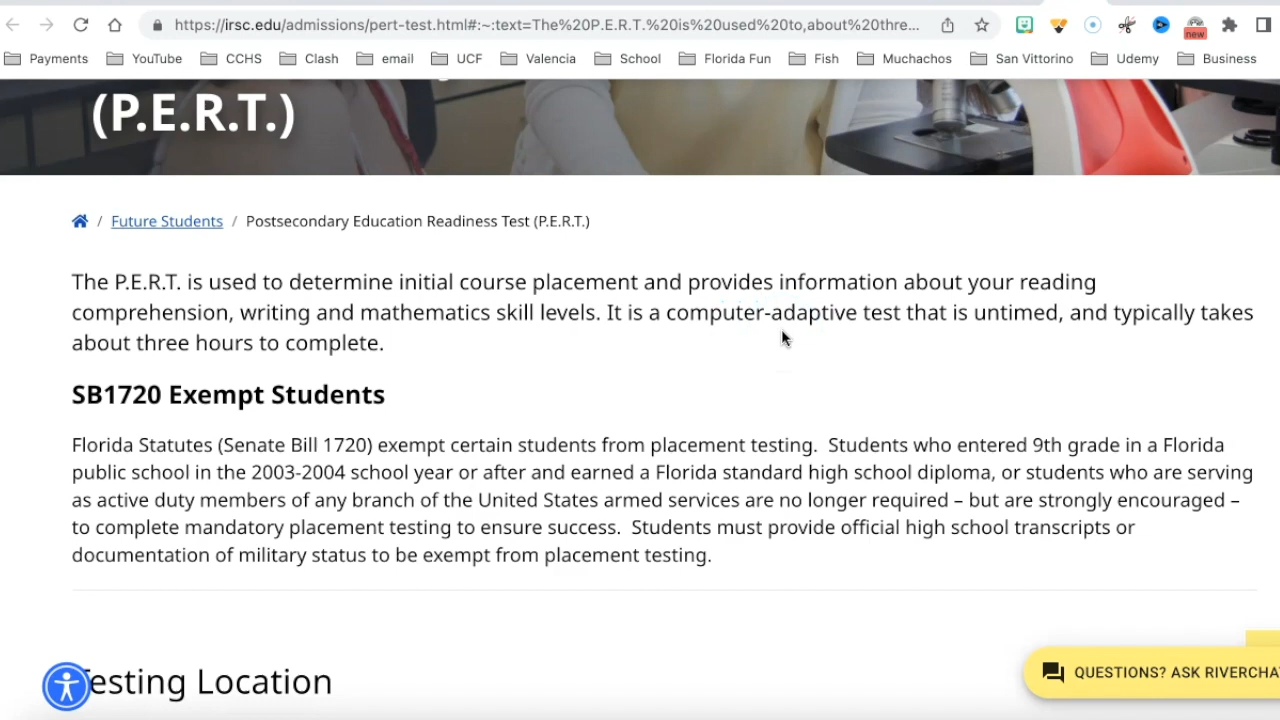 https://irsc.edu/admissions/pert-test.html#:~:text=The%20P.E.R.T.%20is%20used%20to,about%20thre...
new
Payments YouTube CCHS Clash email UCF Valencia School Florida Fun Fish Muchachos San Vittorino Udemy Business
(P.E.R.T.)
/ Future Students / Postsecondary Education Readiness Test (P.E.R.T.)
The P.E.R.T. is used to determine initial course placement and provides information about your reading
comprehension, writing and mathematics skill levels. It is a computer-adaptive test that is untimed, and typically takes
about three hours to complete.
SB1720 Exempt Students
Florida Statutes (Senate Bill 1720) exempt certain students from placement testing.  Students who entered 9th grade in a Florida
public school in the 2003-2004 school year or after and earned a Florida standard high school diploma, or students who are serving
as active duty members of any branch of the United States armed services are no longer required – but are strongly encouraged –
to complete mandatory placement testing to ensure success.  Students must provide official high school transcripts or
documentation of military status to be exempt from placement testing.
Testing Location
QUESTIONS? ASK RIVERCHA